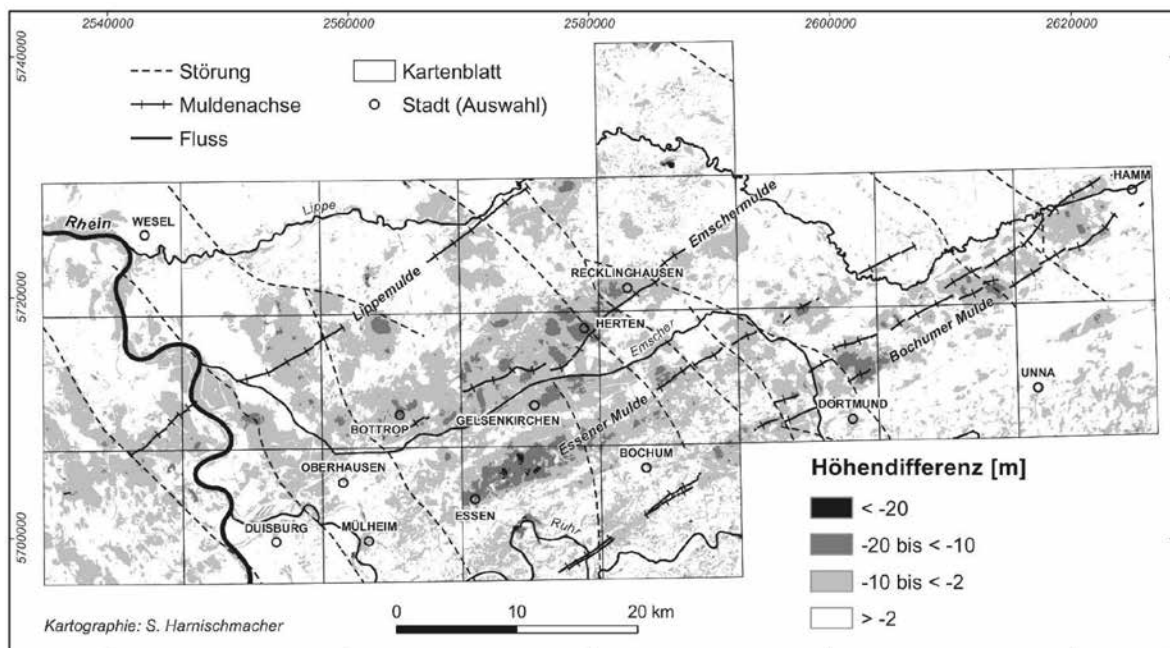 2540000
2560000
2580000
2600000
2620000
5740000
5720000
5700000
Störung
Muldenachse
Fluss
Kartenblatt
Stadt (Auswahl)
HAMM
Rhein
WESEL
Lippe
Lippemulde
Emschermulde
RECKLINGHAUSEN
HERTEN
Emscher
Bochumer Mulde
UNNA
DORTMUND
BOTTROP
GELSENKIRCHEN
Essener Mulde
BOCHUM
OBERHAUSEN
ESSEN
DUISBURG
MÜLHEIM
Ruhr
Höhendifferenz [m]
< -20
-20 bis < -10
-10 bis < -2
> -2
0
10
20 km
Kartographie: S. Harnischmacher